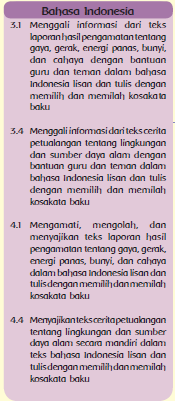 Bahasa Indonesia
3.1 Menggali informasi dari teks
laporan hasil pengamatan tentang
gaya, gerak, energi panas, bunyi,
dan cahaya dengan bantuan
guru dan teman dalam bahasa
Indonesia lisan dan tulis dengan
memilih dan memilah kosakata
baku
3.4 Menggali informasi dari teks cerita
petualangan tentang lingkungan
dan sumber daya alam dengan
bantuan guru dan teman dalam
bahasa Indonesia lisan dan tulis
dengan memilih dan memilah
kosakata baku
4.1 Mengamati, mengolah, dan
menyajikan teks laporan hasil
pengamatan tentang gaya, gerak,
energi panas, bunyi, dan cahaya
dalam bahasa Indonesia lisan dan
tulis dengan memilih dan memilah
kosakata baku
4.4 Menyajikan teks cerita petualangan
tentang lingkungan dan sumber
daya alam secara mandiri dalam
teks bahasa Indonesia lisan dan
tulis dengan memilih dan memilah
kosakata baku